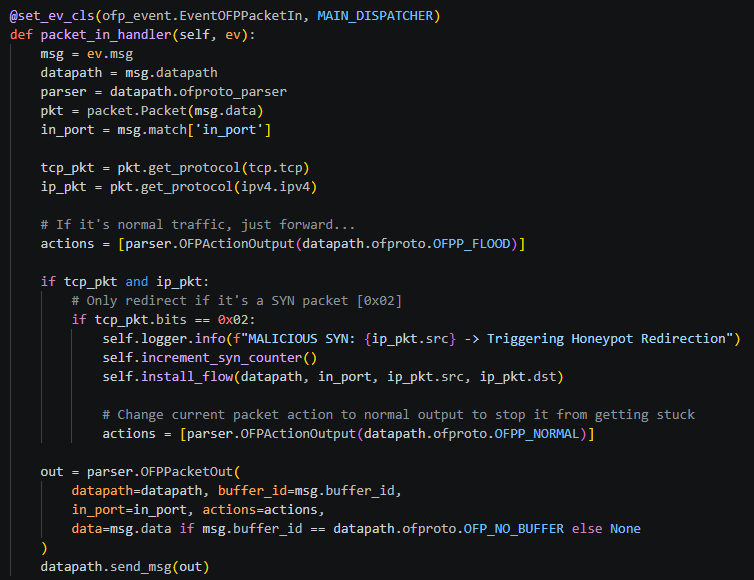 @set_ev_cls(ofp_event.EventOFPPacketIn, MAIN_DISPATCHER)
def packet_in_handler(self, ev):
    msg = ev.msg
    datapath = msg.datapath
    parser = datapath.ofproto_parser
    pkt = packet.Packet(msg.data)
    in_port = msg.match['in_port']

    tcp_pkt = pkt.get_protocol(tcp.tcp)
    ip_pkt = pkt.get_protocol(ipv4.ipv4)

    # If it's normal traffic, just forward...
    actions = [parser.OFPActionOutput(datapath.ofproto.OFPP_FLOOD)]

    if tcp_pkt and ip_pkt:
        # Only redirect if it's a SYN packet [0x02]
        if tcp_pkt.bits == 0x02:
            self.logger.info(f"MALICIOUS SYN: {ip_pkt.src} -> Triggering Honeypot Redirection")
            self.increment_syn_counter()
            self.install_flow(datapath, in_port, ip_pkt.src, ip_pkt.dst)

            # Change current packet action to normal output to stop it from getting stuck
            actions = [parser.OFPActionOutput(datapath.ofproto.OFPP_NORMAL)]

    out = parser.OFPPacketOut(
        datapath=datapath, buffer_id=msg.buffer_id,
        in_port=in_port, actions=actions,
        data=msg.data if msg.buffer_id == datapath.ofproto.OFP_NO_BUFFER else None
    )
    datapath.send_msg(out)